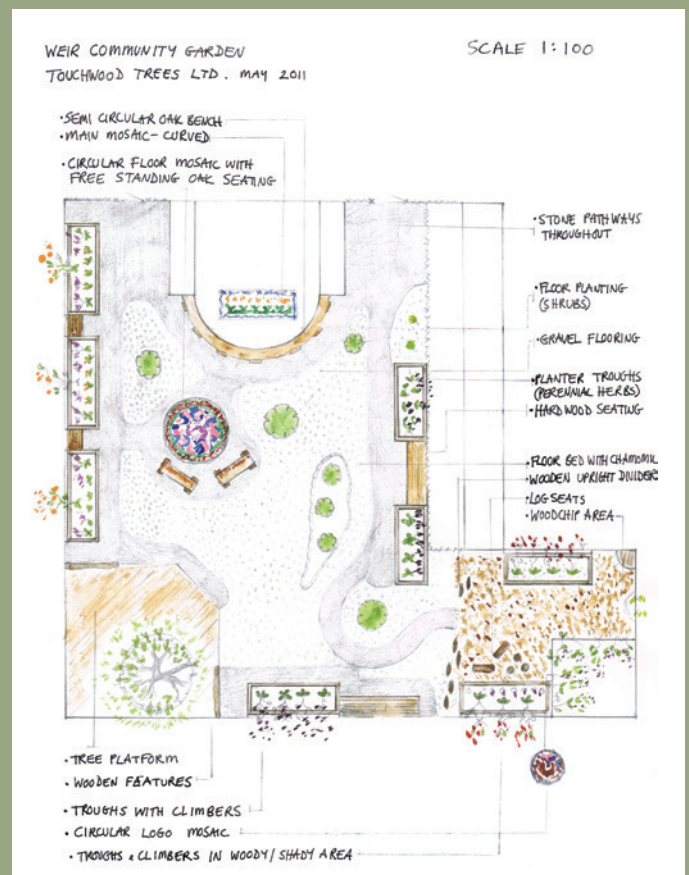 WEIR COMMUNITY GARDEN
TOUCHWOOD TREES LTD. MAY 2011
SCALE 1:100
• SEMI CIRCULAR OAK BENCH
• MAIN MOSAIC - CURVED
• CIRCULAR FLOOR MOSAIC WITH
FREE STANDING OAK SEATING
• STONE PATHWAYS
THROUGHOUT
• FLOOR PLANTING
(SHRUBS)
• GRAVEL FLOORING
• PLANTER TROUGHS
(PERENNIAL HERBS)
• HARDWOOD SEATING
• FLOOR BED WITH CHAMOMIL
• WOODEN UPRIGHT DIVIDER
• LOG SEATS
• WOODCHIP AREA
• TREE PLATFORM
• WOODEN FEATURES
• TROUGHS WITH CLIMBERS
• CIRCULAR LOGO MOSAIC
• TROUGHS & CLIMBERS IN WOODY/SHADY AREA